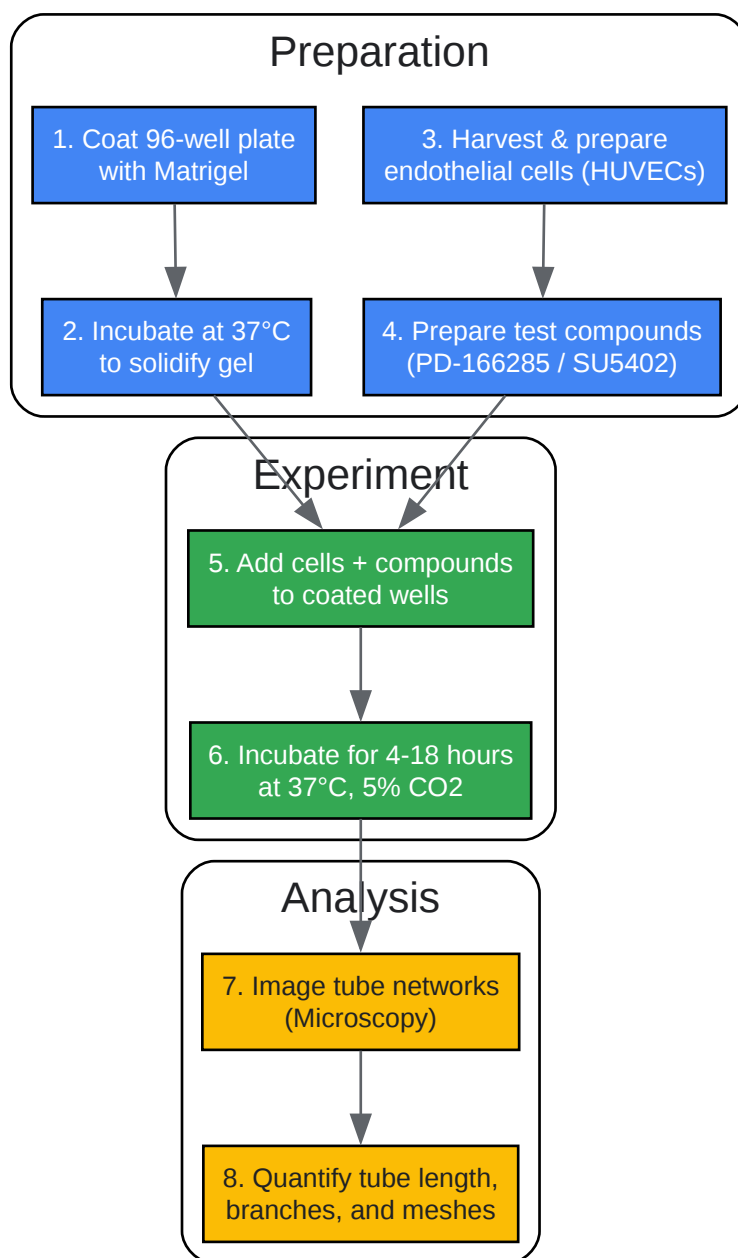 Preparation
1. Coat 96-well plate
with Matrigel
3. Harvest & prepare
endothelial cells (HUVECs)
2. Incubate at 37°C
to solidify gel
4. Prepare test compounds
(PD-166285 / SU5402)
Experiment
5. Add cells + compounds
to coated wells
6. Incubate for 4-18 hours
at 37°C, 5% CO2
Analysis
7. Image tube networks
(Microscopy)
8. Quantify tube length,
branches, and meshes